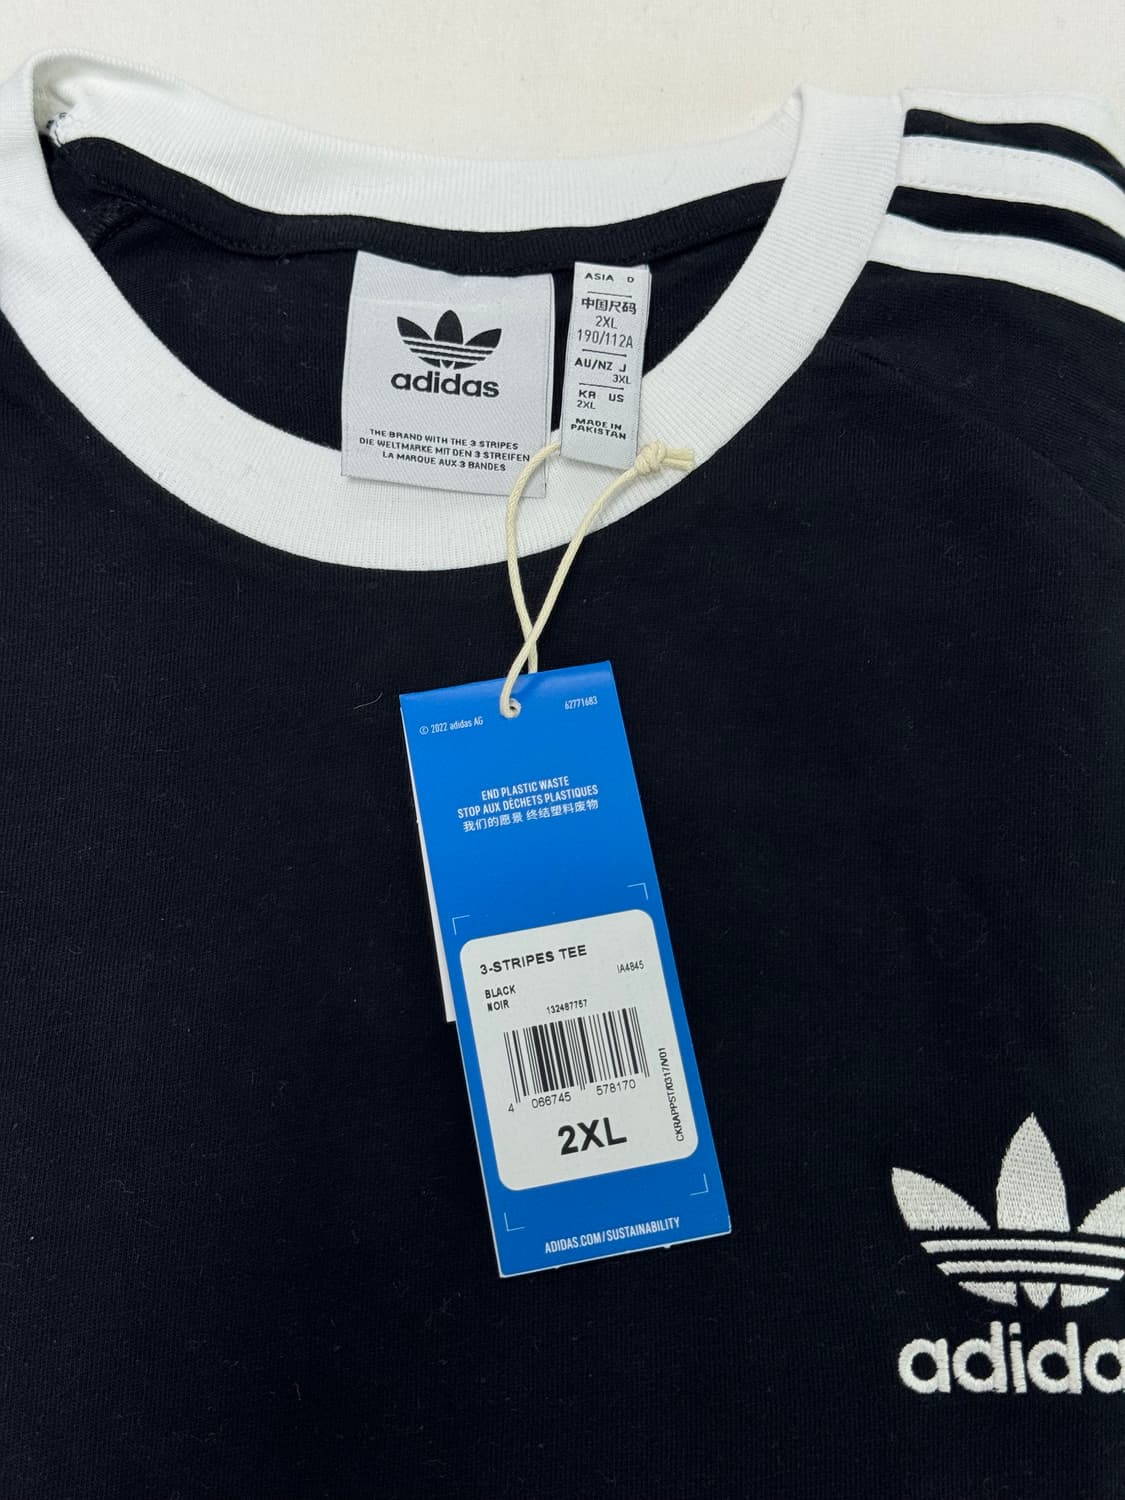 adidas
THE BRAND WITH THE 3 STRIPES
DIE WELTMARKE MIT DEN 3 STREIFEN
LA MARQUE AUX 3 BANDES
ASIA D
中国尺码
2XL
190/112A
AU/NZ J
3XL
KR US
2XL
MADE IN
PAKISTAN
© 2022 adidas AG
62771683
END PLASTIC WASTE
STOP AUX DÉCHETS PLASTIQUES
我们的愿景 终结塑料废物
3-STRIPES TEE
BLACK
NOIR
IA4845
132487757
4 066745 578170
2XL
CKRAPPST/0317/V01
ADIDAS.COM/SUSTAINABILITY
adida